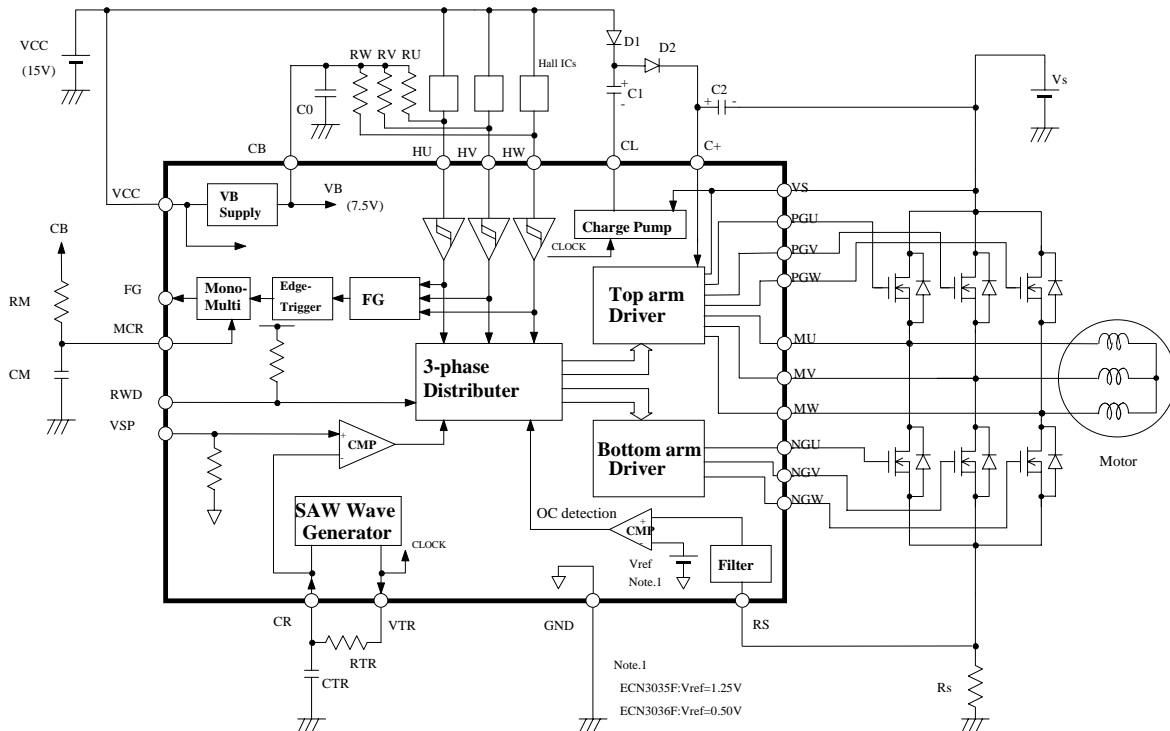 VCC
(15V)
RW
RV
RU
Hall ICs
D1
D2
C0
+
-
C1
+
-
C2
Vs
CB
HU
HV
HW
CL
C+
VCC
VB
Supply
VB
(7.5V)
CLOCK
Charge Pump
VS
PGU
PGV
PGW
CB
RM
FG
Mono-
Multi
Edge-
Trigger
FG
Top arm
Driver
MCR
MU
CM
3-phase
Distributer
MV
RWD
MW
VSP
+
-
CMP
Bottom arm
Driver
NGU
NGV
NGW
Motor
SAW Wave
Generator
CLOCK
OC detection
+
-
CMP
Vref
Note.1
Filter
CR
VTR
GND
RS
RTR
CTR
Note.1
ECN3035F:Vref=1.25V
ECN3036F:Vref=0.50V
Rs